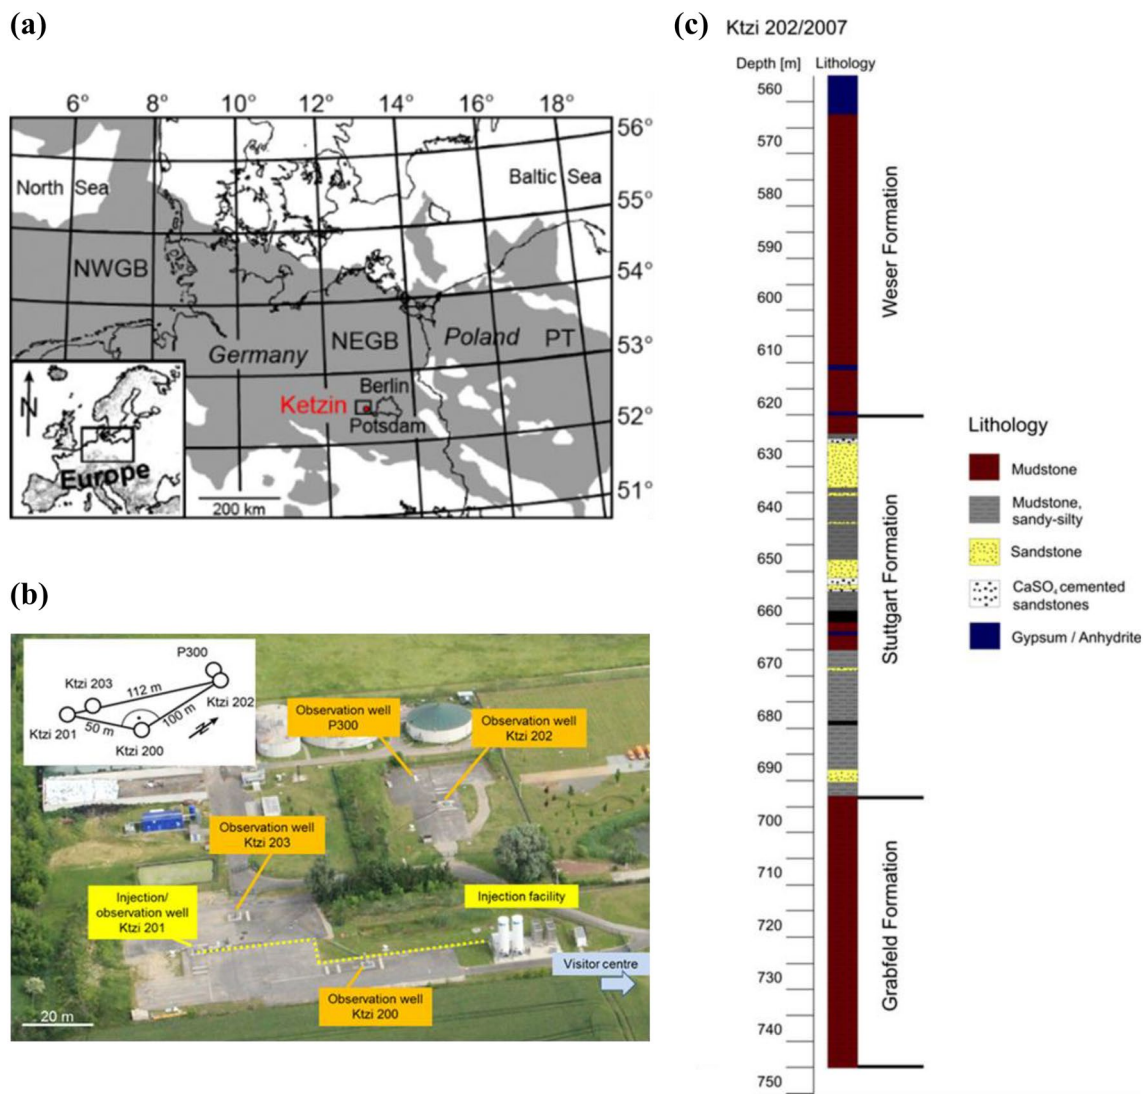 (a)
6°
8°
10°
12°
14°
16°
18°
56°
55°
54°
53°
52°
51°
North Sea
Baltic Sea
NWGB
Germany
NEGB
Poland
PT
Berlin
Ketzin
Potsdam
N
Europe
200 km
(b)
P300
Ktzi 203
112 m
Ktzi 202
Ktzi 201
50 m
100 m
Ktzi 200
N
Observation well
P300
Observation well
Ktzi 202
Observation well
Ktzi 203
Injection/
observation well
Ktzi 201
Injection facility
Visitor centre
Observation well
Ktzi 200
20 m
(c)
Ktzi 202/2007
Depth [m]
Lithology
560
570
580
590
600
610
620
630
640
650
660
670
680
690
700
710
720
730
740
750
Weser Formation
Stuttgart Formation
Grabfeld Formation
Lithology
Mudstone
Mudstone,
sandy-silty
Sandstone
CaSO₄ cemented
sandstones
Gypsum / Anhydrite